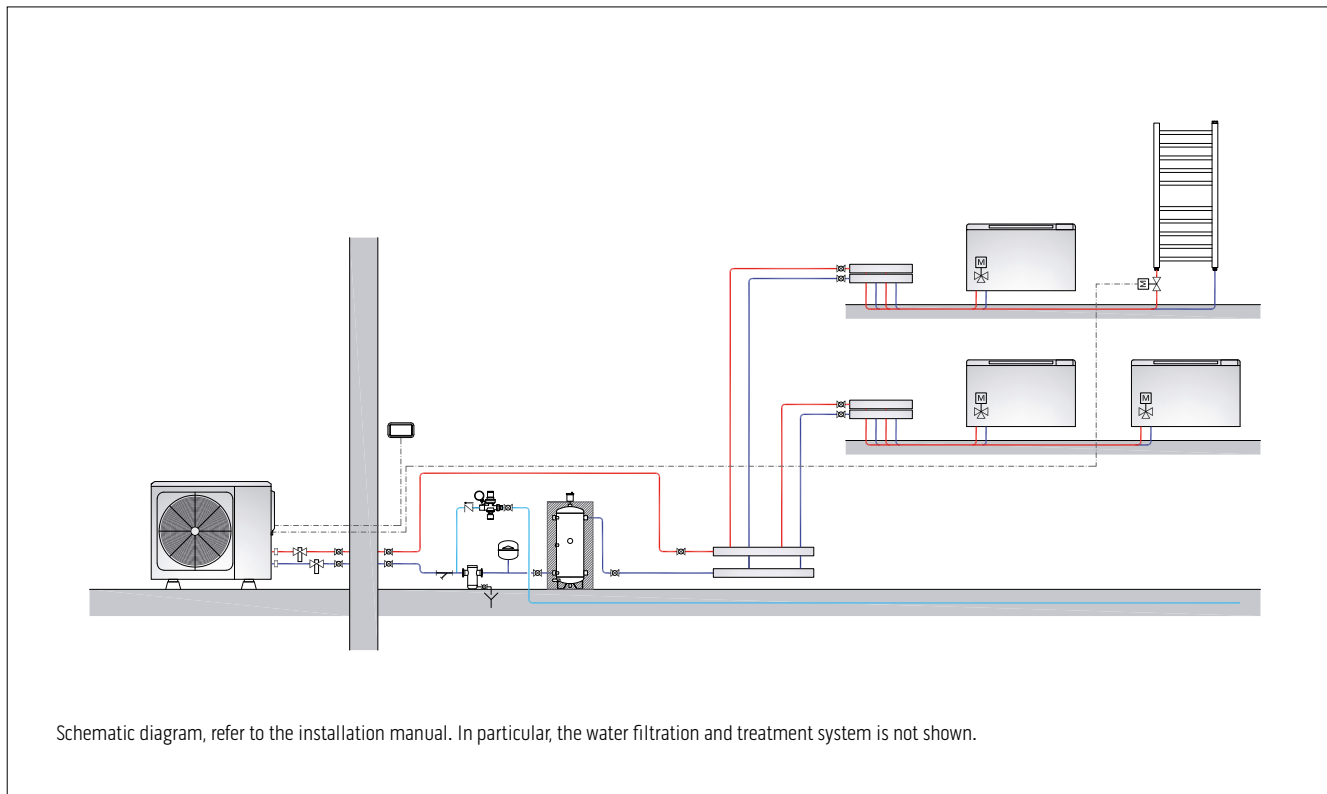 M
M
M
M
Schematic diagram, refer to the installation manual. In particular, the water filtration and treatment system is not shown.